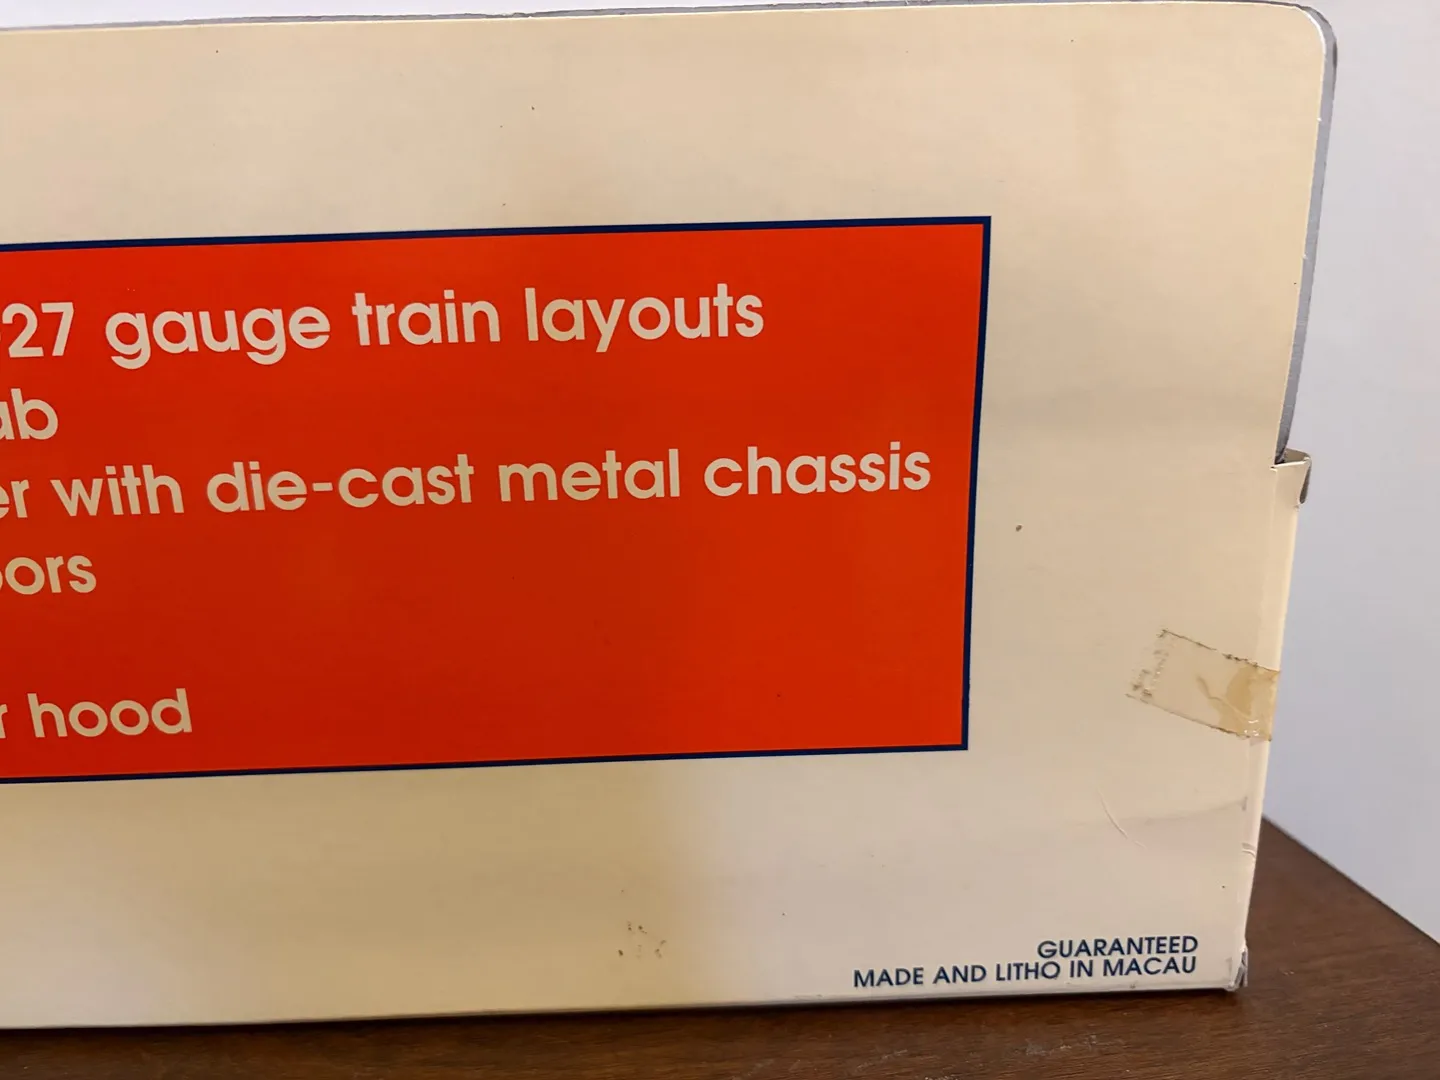 27 gauge train layouts
ab
er with die-cast metal chassis
oors
r hood
GUARANTEED
MADE AND LITHO IN MACAU